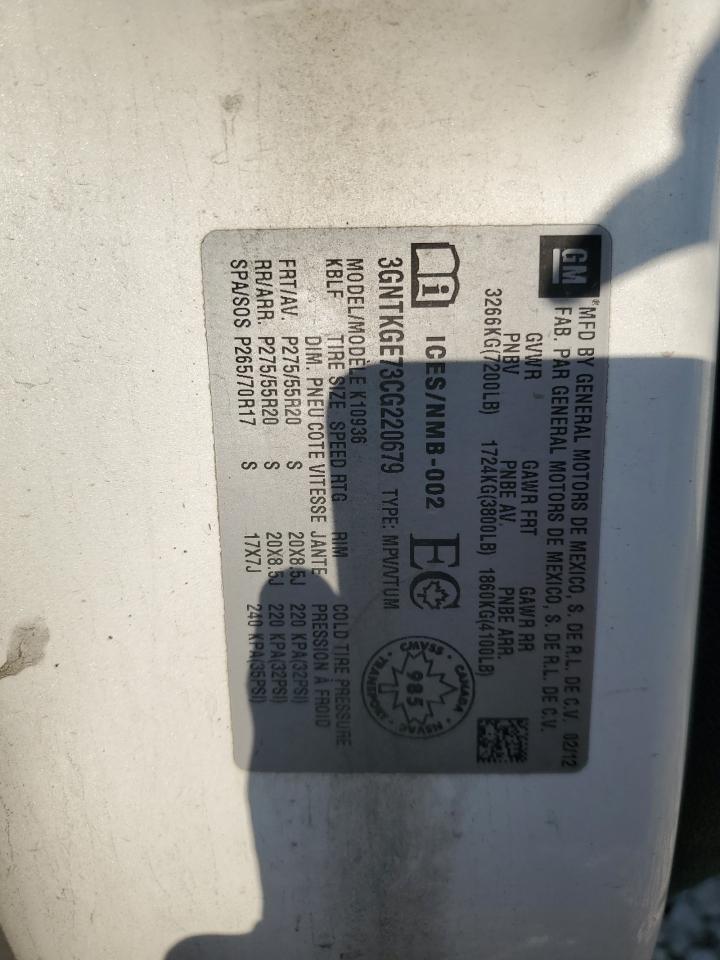 GM
MFD BY GENERAL MOTORS DE MEXICO, S. DE R.L. DE C.V. 02/12
FAB. PAR GENERAL MOTORS DE MEXICO, S. DE R.L. DE C.V.
GVWR GAWR FRT GAWR RR
PNBV PNBE AV. PNBE ARR.
3266KG(7200LB) 1724KG(3800LB) 1860KG(4100LB)
i ICES/NMB-002 EC
CMVSS • CANADA • NSVAC • TRANSPORT •
985
3GNTKGE73CG220679 TYPE: MPV/VTUM
MODEL/MODÈLE K10936
KBLF TIRE SIZE SPEED RTG RIM COLD TIRE PRESSURE
DIM. PNEU COTE VITESSE JANTE PRESSION À FROID
FRT/AV. P275/55R20 S 20X8.5J 220 KPA(32PSI)
RR/ARR. P275/55R20 S 20X8.5J 220 KPA(32PSI)
SPA/SOS P265/70R17 S 17X7J 240 KPA(35PSI)